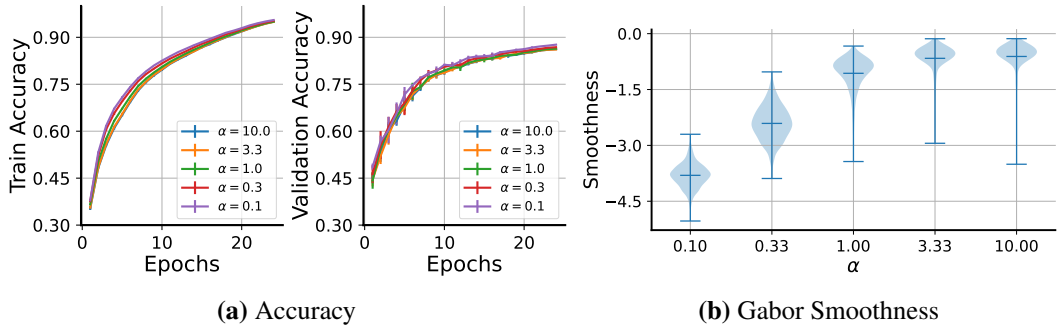 Train Accuracy
0.90
0.75
0.60
0.45
0.30
0
10
20
Epochs
α = 10.0
α = 3.3
α = 1.0
α = 0.3
α = 0.1
Validation Accuracy
0.90
0.75
0.60
0.45
0.30
0
10
20
Epochs
α = 10.0
α = 3.3
α = 1.0
α = 0.3
α = 0.1
(a) Accuracy
Smoothness
0.0
−1.5
−3.0
−4.5
0.10
0.33
1.00
3.33
10.00
α
(b) Gabor Smoothness